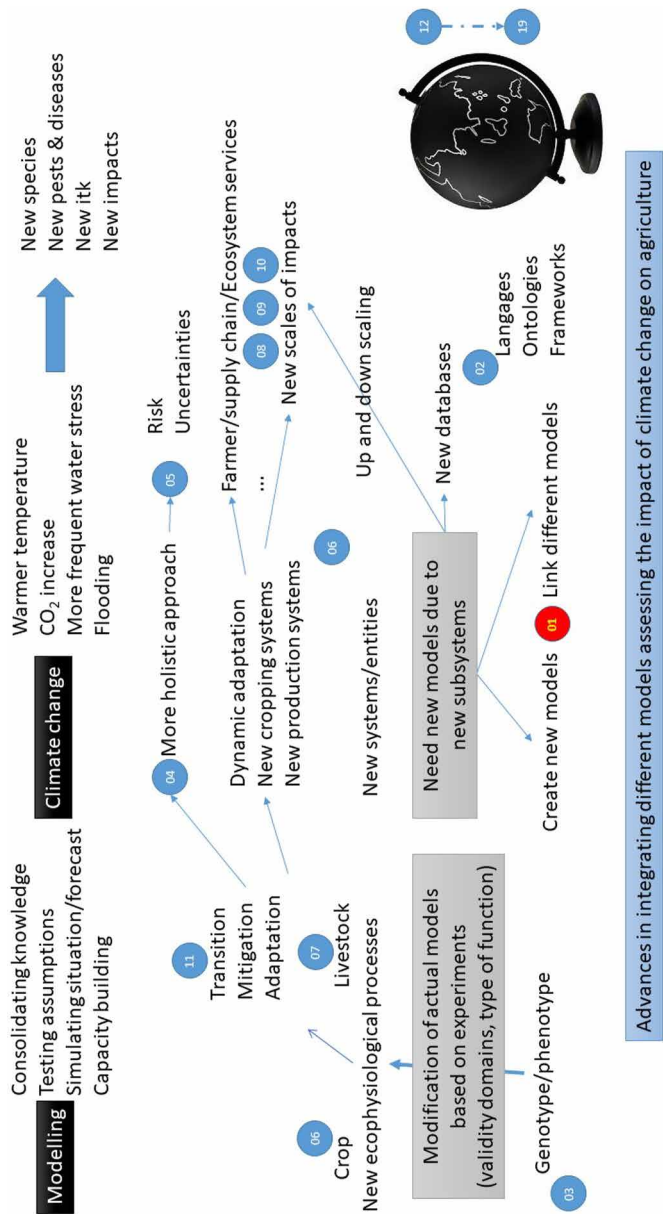 Modelling
Consolidating knowledge
Testing assumptions
Simulating situation/forecast
Capacity building
Climate change
Warmer temperature
CO₂ increase
More frequent water stress
Flooding
New species
New pests & diseases
New itk
New impacts
11
Transition
Mitigation
Adaptation
04
More holistic approach
05
Risk
Uncertainties
06
Crop
New ecophysiological processes
07
Livestock
Dynamic adaptation
New cropping systems
New production systems
...
Farmer/supply chain/Ecosystem services
08
09
10
New scales of impacts
06
New systems/entities
Up and down scaling
Modification of actual models
based on experiments
(validity domains, type of function)
Need new models due to
new subsystems
New databases
02
Langages
Ontologies
Frameworks
03
Genotype/phenotype
Create new models
01
Link different models
12
19
Advances in integrating different models assessing the impact of climate change on agriculture